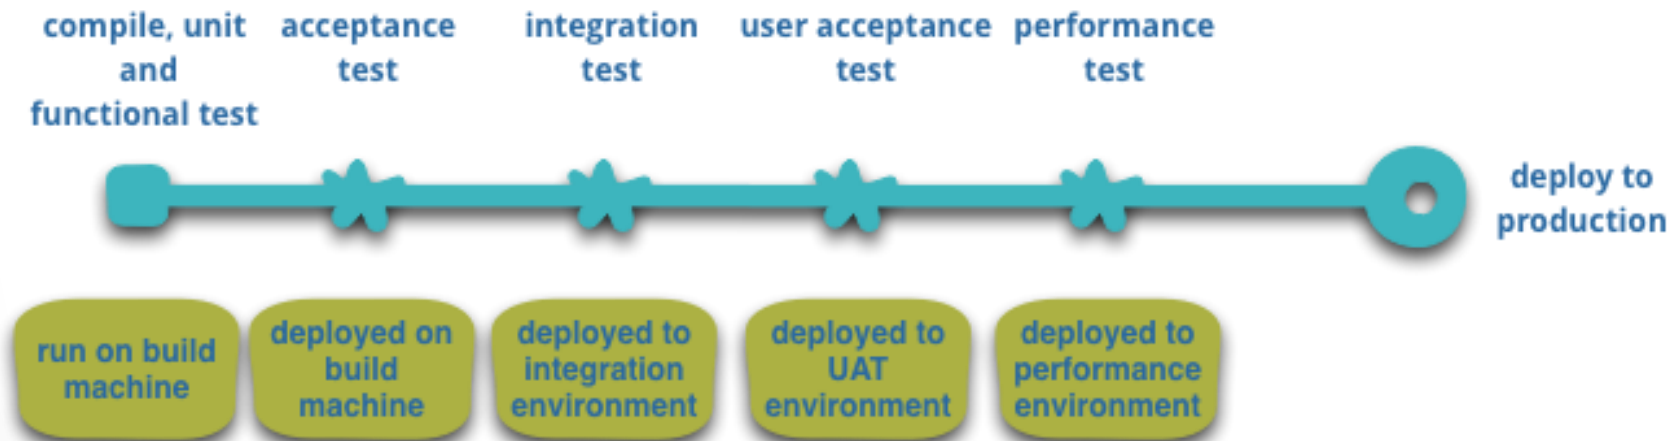 compile, unit
and
functional test
acceptance
test
integration
test
user acceptance
test
performance
test
deploy to
production
run on build
machine
deployed on
build
machine
deployed to
integration
environment
deployed to
UAT
environment
deployed to
performance
environment